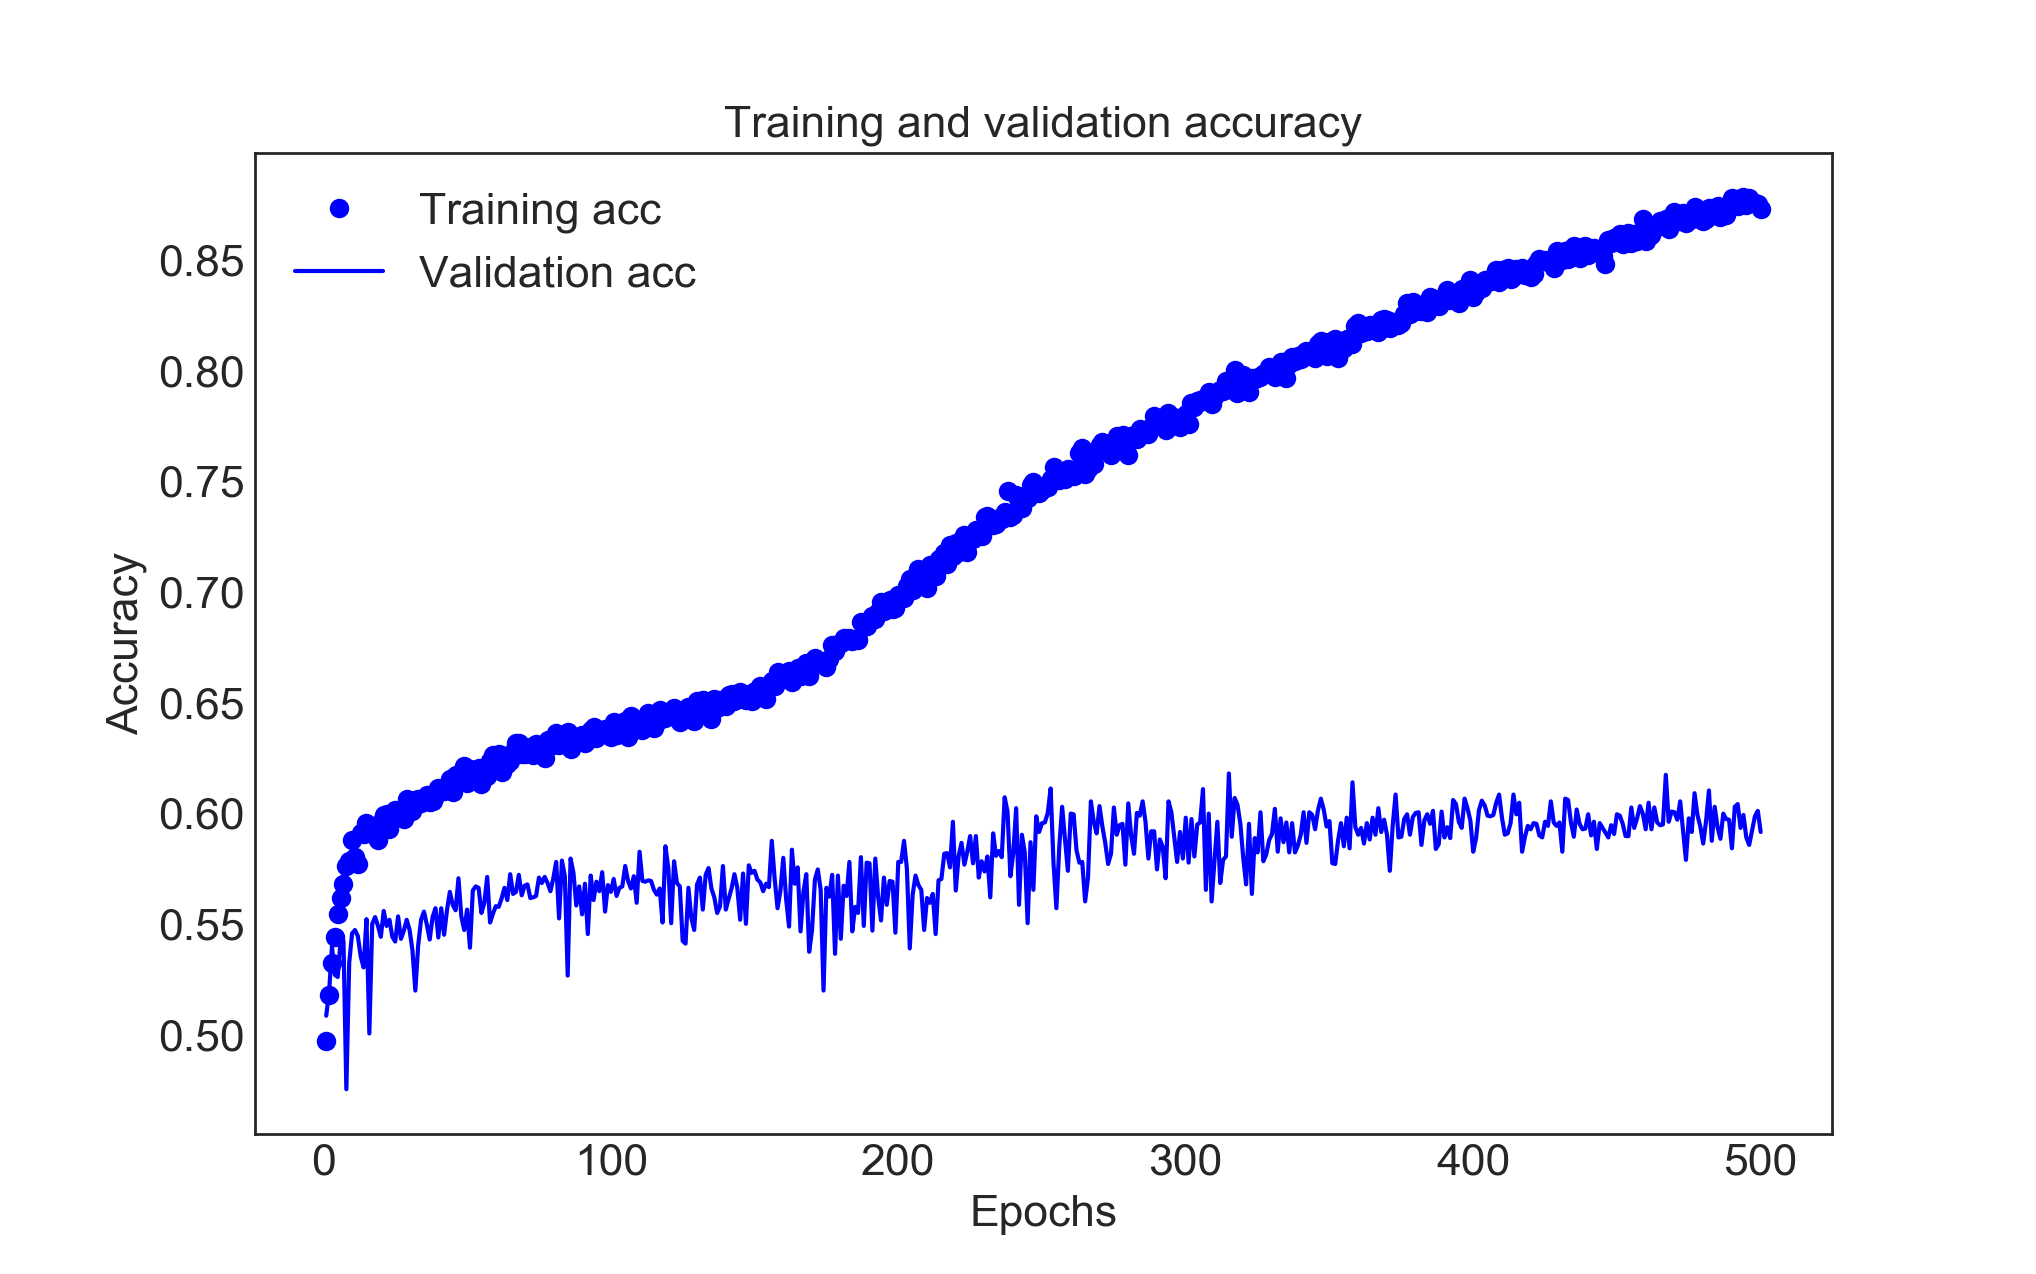 Training and validation accuracy
Training acc
Validation acc
0.85
0.80
0.75
0.70
0.65
0.60
0.55
0.50
Accuracy
0 100 200 300 400 500
Epochs